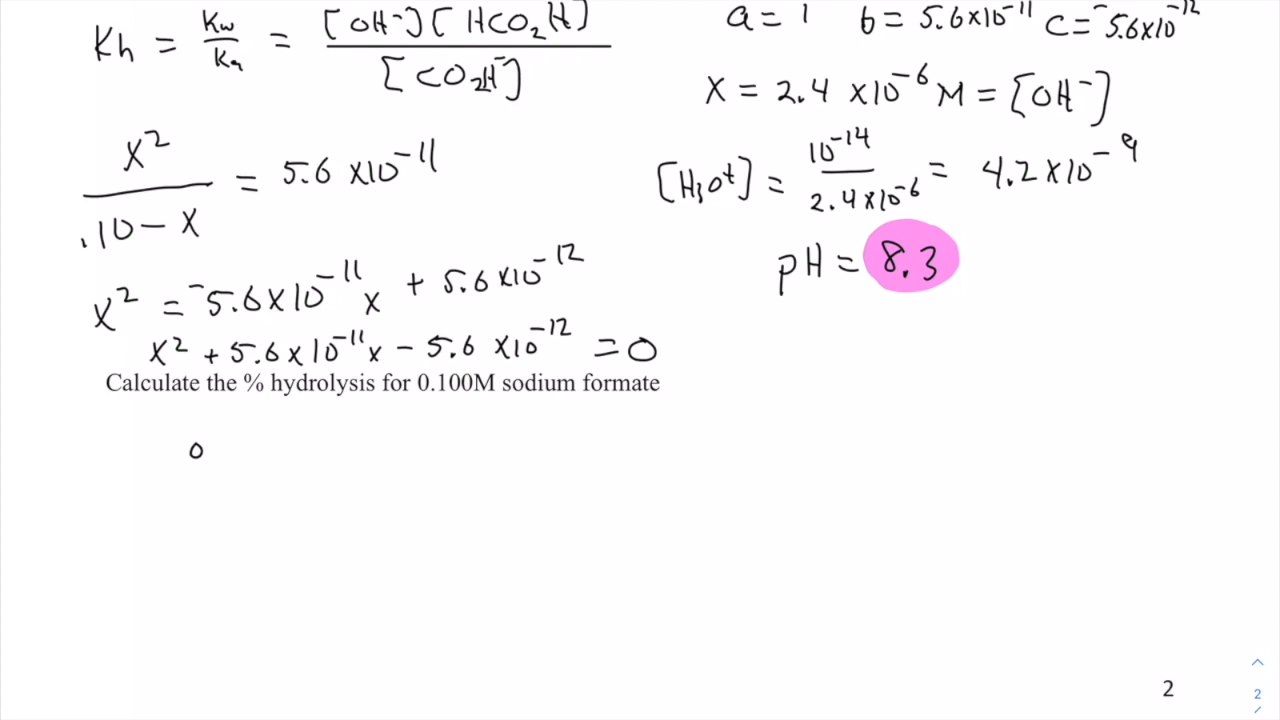 Kh = Kw/Ka = [OH⁻][HCO₂H] / [CO₂H⁻]
x² / .10 - x = 5.6 x10⁻¹¹
x² = ⁻5.6x10⁻¹¹x + 5.6x10⁻¹²
x² + 5.6x10⁻¹¹x - 5.6 x10⁻¹² = 0
a = 1 b = 5.6x10⁻¹¹ c = ⁻5.6x10⁻¹²
x = 2.4 x10⁻⁶ M = [OH⁻]
[H₃O⁺] = 10⁻¹⁴ / 2.4x10⁻⁶ = 4.2x10⁻⁹
pH = 8.3
Calculate the % hydrolysis for 0.100M sodium formate
o
2
2